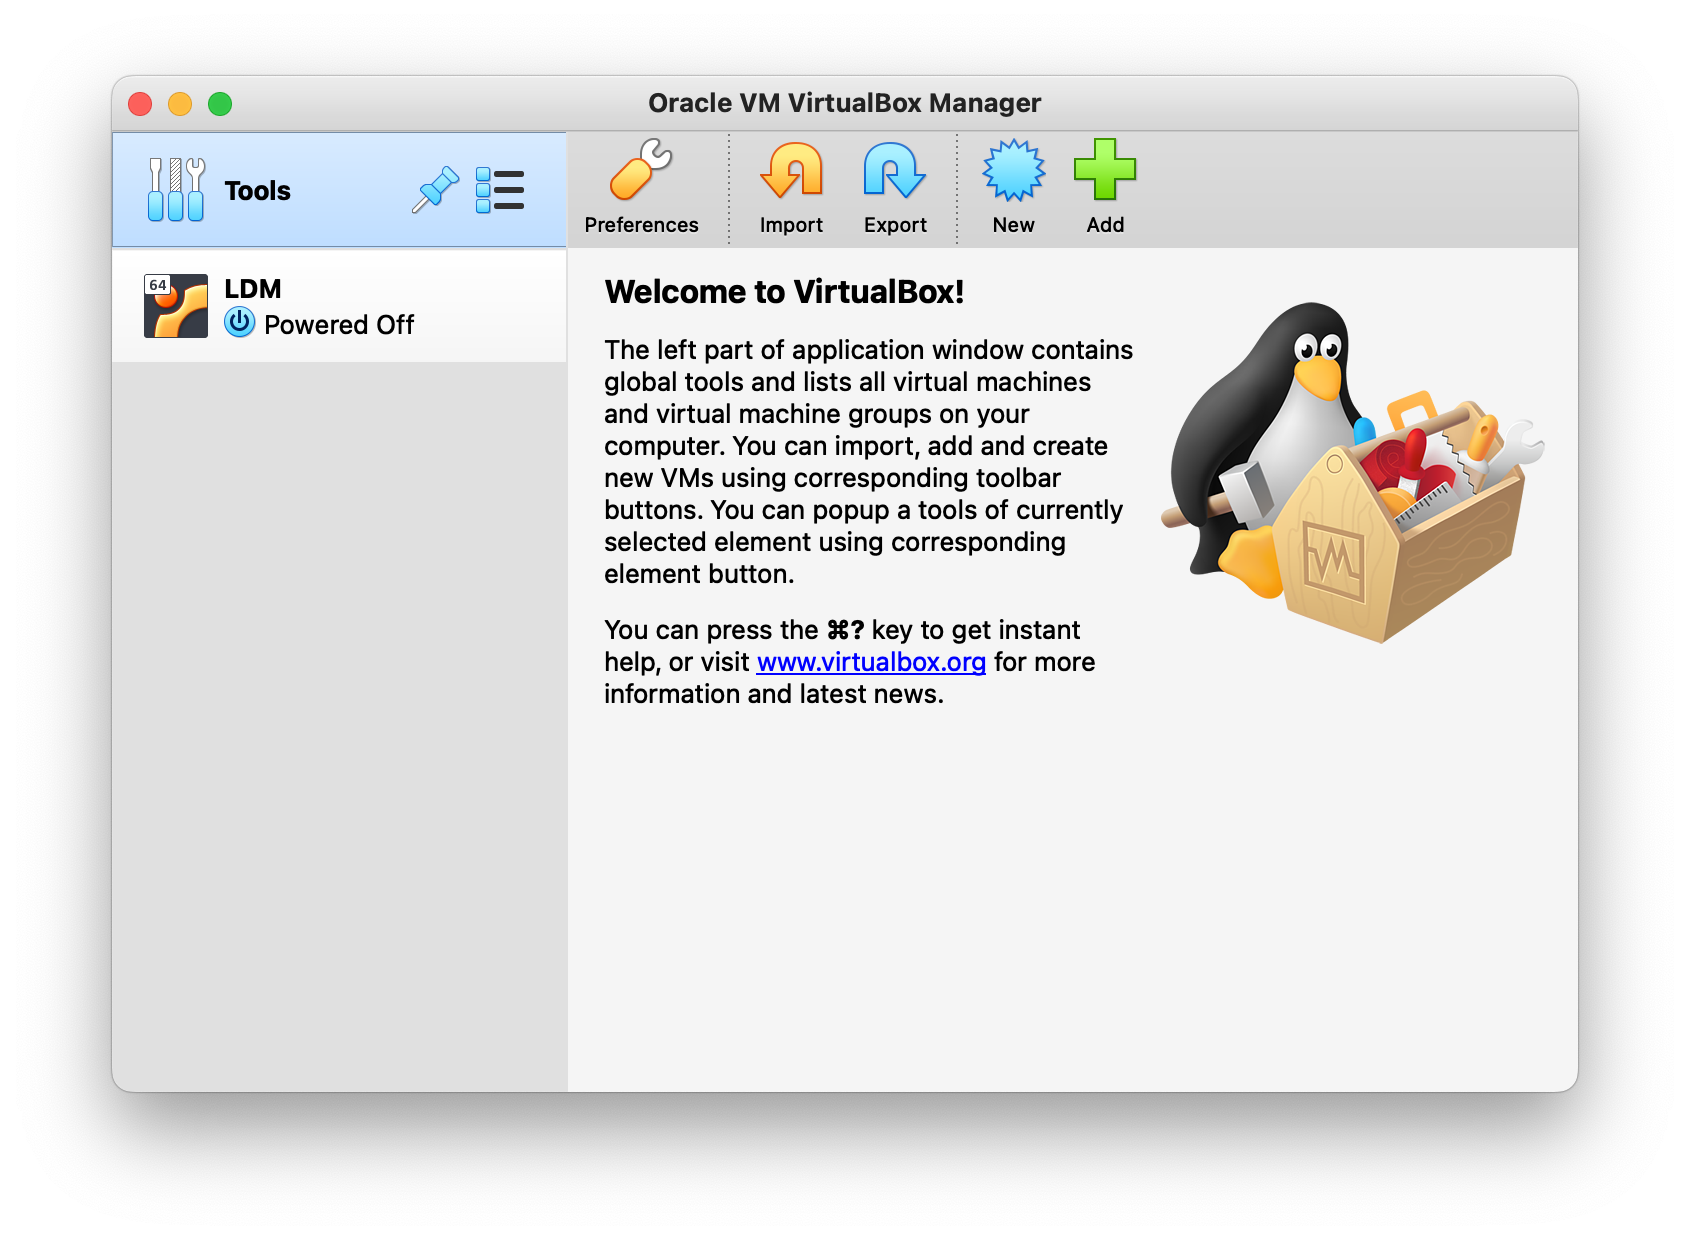 Oracle VM VirtualBox Manager
Tools
Preferences
Import
Export
New
Add
64
LDM
Powered Off
Welcome to VirtualBox!
The left part of application window contains
global tools and lists all virtual machines
and virtual machine groups on your
computer. You can import, add and create
new VMs using corresponding toolbar
buttons. You can popup a tools of currently
selected element using corresponding
element button.
You can press the ⌘? key to get instant
help, or visit www.virtualbox.org for more
information and latest news.